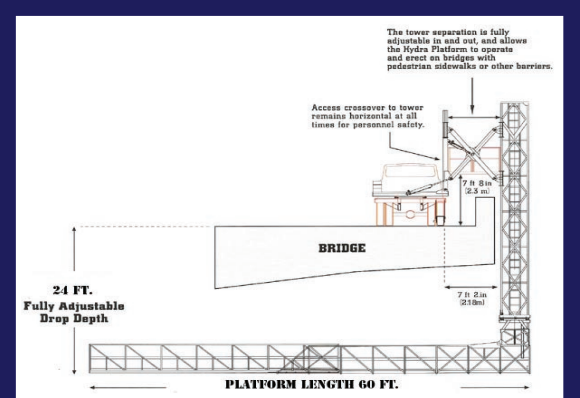 The tower separation is fully
adjustable in and out, and allows
the Hydra Platform to operate
and erect on bridges with
pedestrian sidewalks or other barriers.
Access crossover to tower
remains horizontal at all
times for personnel safety.
7 ft 8 in
(2.3 m)
BRIDGE
24 FT.
Fully Adjustable
Drop Depth
7 ft 2 in
(2.18m)
PLATFORM LENGTH 60 FT.